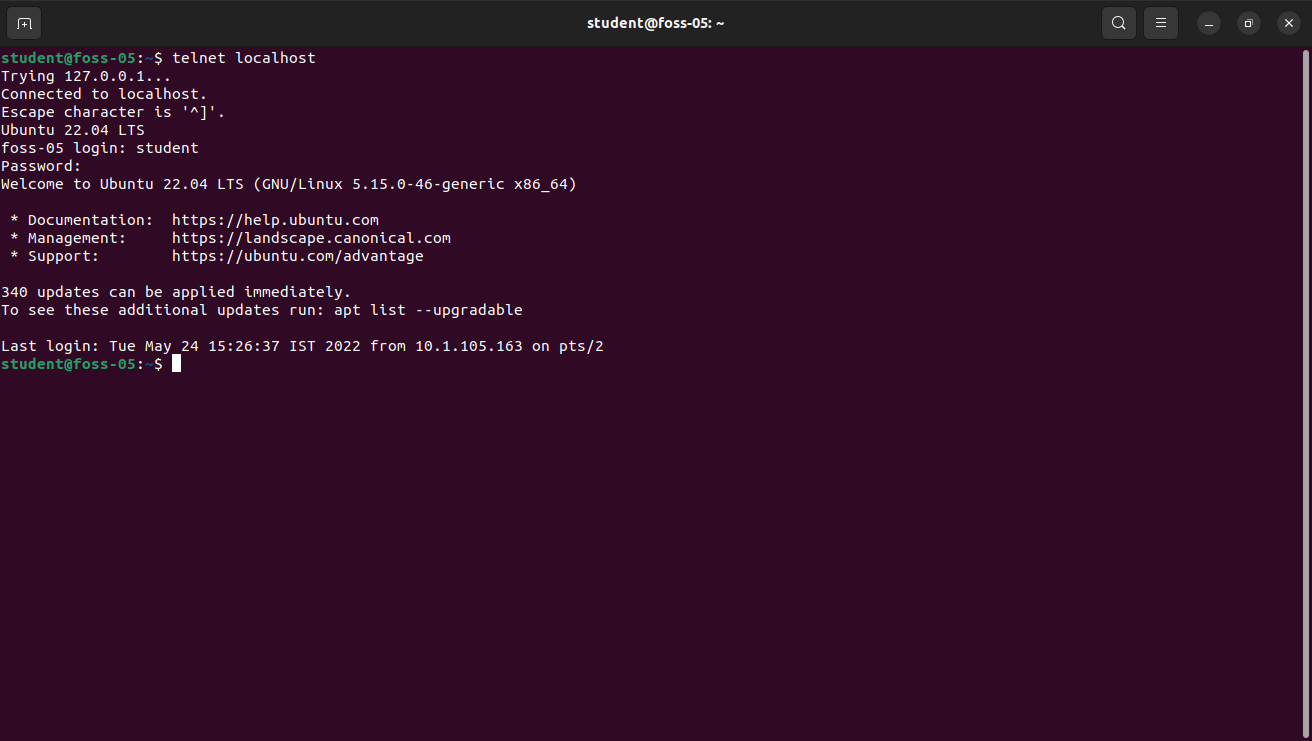 student@foss-05: ~
student@foss-05:~$ telnet localhost
Trying 127.0.0.1...
Connected to localhost.
Escape character is '^]'.
Ubuntu 22.04 LTS
foss-05 login: student
Password:
Welcome to Ubuntu 22.04 LTS (GNU/Linux 5.15.0-46-generic x86_64)
* Documentation:  https://help.ubuntu.com
* Management:     https://landscape.canonical.com
* Support:        https://ubuntu.com/advantage
340 updates can be applied immediately.
To see these additional updates run: apt list --upgradable
Last login: Tue May 24 15:26:37 IST 2022 from 10.1.105.163 on pts/2
student@foss-05:~$